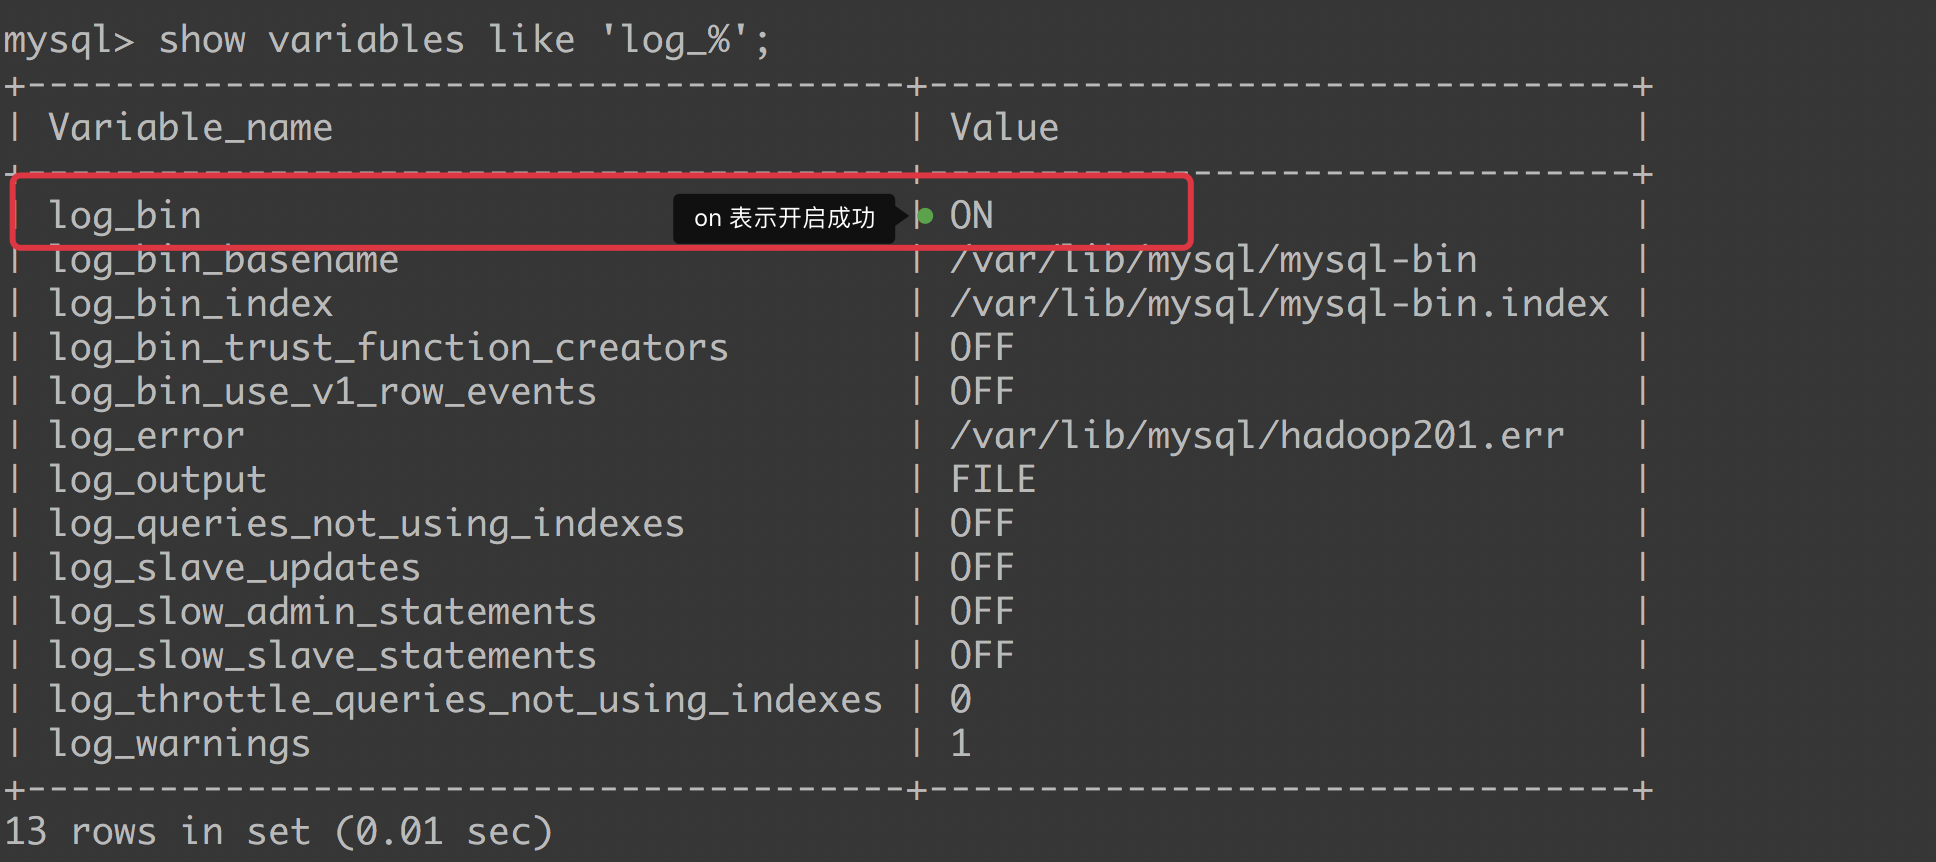 mysql> show variables like 'log_%';
+----------------------------------------+--------------------------------+
| Variable_name | Value |
+----------------------------------------+--------------------------------+
| log_bin on 表示开启成功 | ON |
| log_bin_basename | /var/lib/mysql/mysql-bin |
| log_bin_index | /var/lib/mysql/mysql-bin.index |
| log_bin_trust_function_creators | OFF |
| log_bin_use_v1_row_events | OFF |
| log_error | /var/lib/mysql/hadoop201.err |
| log_output | FILE |
| log_queries_not_using_indexes | OFF |
| log_slave_updates | OFF |
| log_slow_admin_statements | OFF |
| log_slow_slave_statements | OFF |
| log_throttle_queries_not_using_indexes | 0 |
| log_warnings | 1 |
+----------------------------------------+--------------------------------+
13 rows in set (0.01 sec)